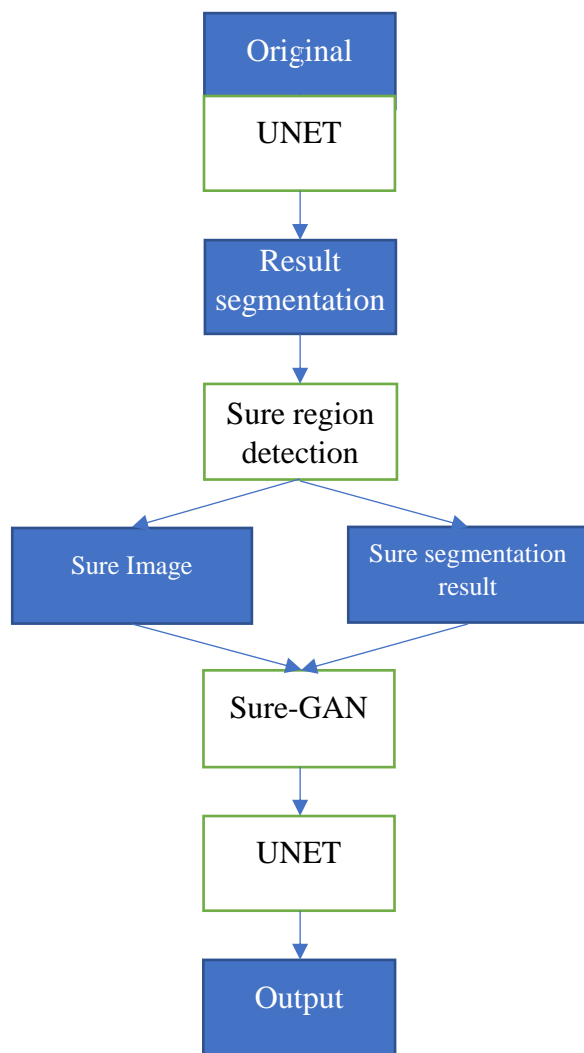 Original
UNET
Result
segmentation
Sure region
detection
Sure Image
Sure segmentation
result
Sure-GAN
UNET
Output